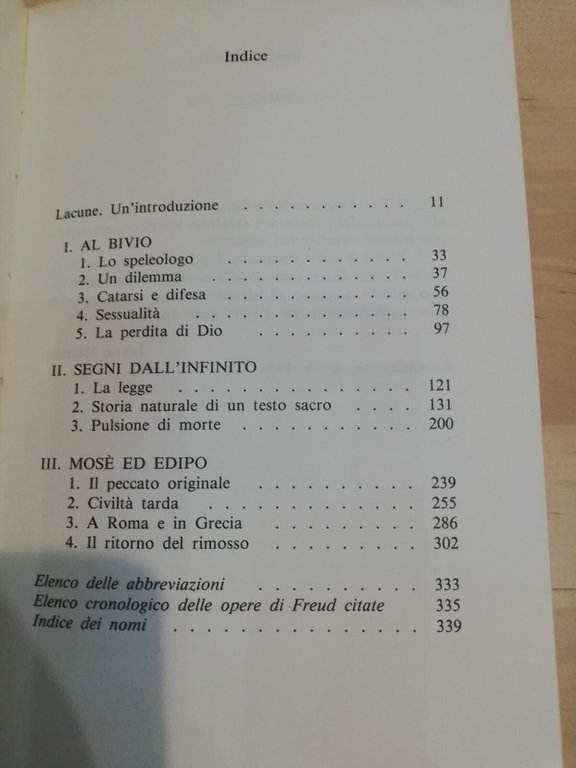 Indice
Lacune. Un'introduzione . . . . . . . . . . . 11
I. AL BIVIO
1. Lo speleologo . . . . . . . . . . . 33
2. Un dilemma . . . . . . . . . . . 37
3. Catarsi e difesa . . . . . . . . . . . 56
4. Sessualità . . . . . . . . . . . . 78
5. La perdita di Dio . . . . . . . . . 97
II. SEGNI DALL'INFINITO
1. La legge . . . . . . . . . . . . . 121
2. Storia naturale di un testo sacro . . . . 131
3. Pulsione di morte . . . . . . . . . . 200
III. MOSÈ ED EDIPO
1. Il peccato originale . . . . . . . . . 239
2. Civiltà tarda . . . . . . . . . . . 255
3. A Roma e in Grecia . . . . . . . . . 286
4. Il ritorno del rimosso . . . . . . . . . 302
Elenco delle abbreviazioni . . . . . . . . . 333
Elenco cronologico delle opere di Freud citate 335
Indice dei nomi . . . . . . . . . . . . . . 339